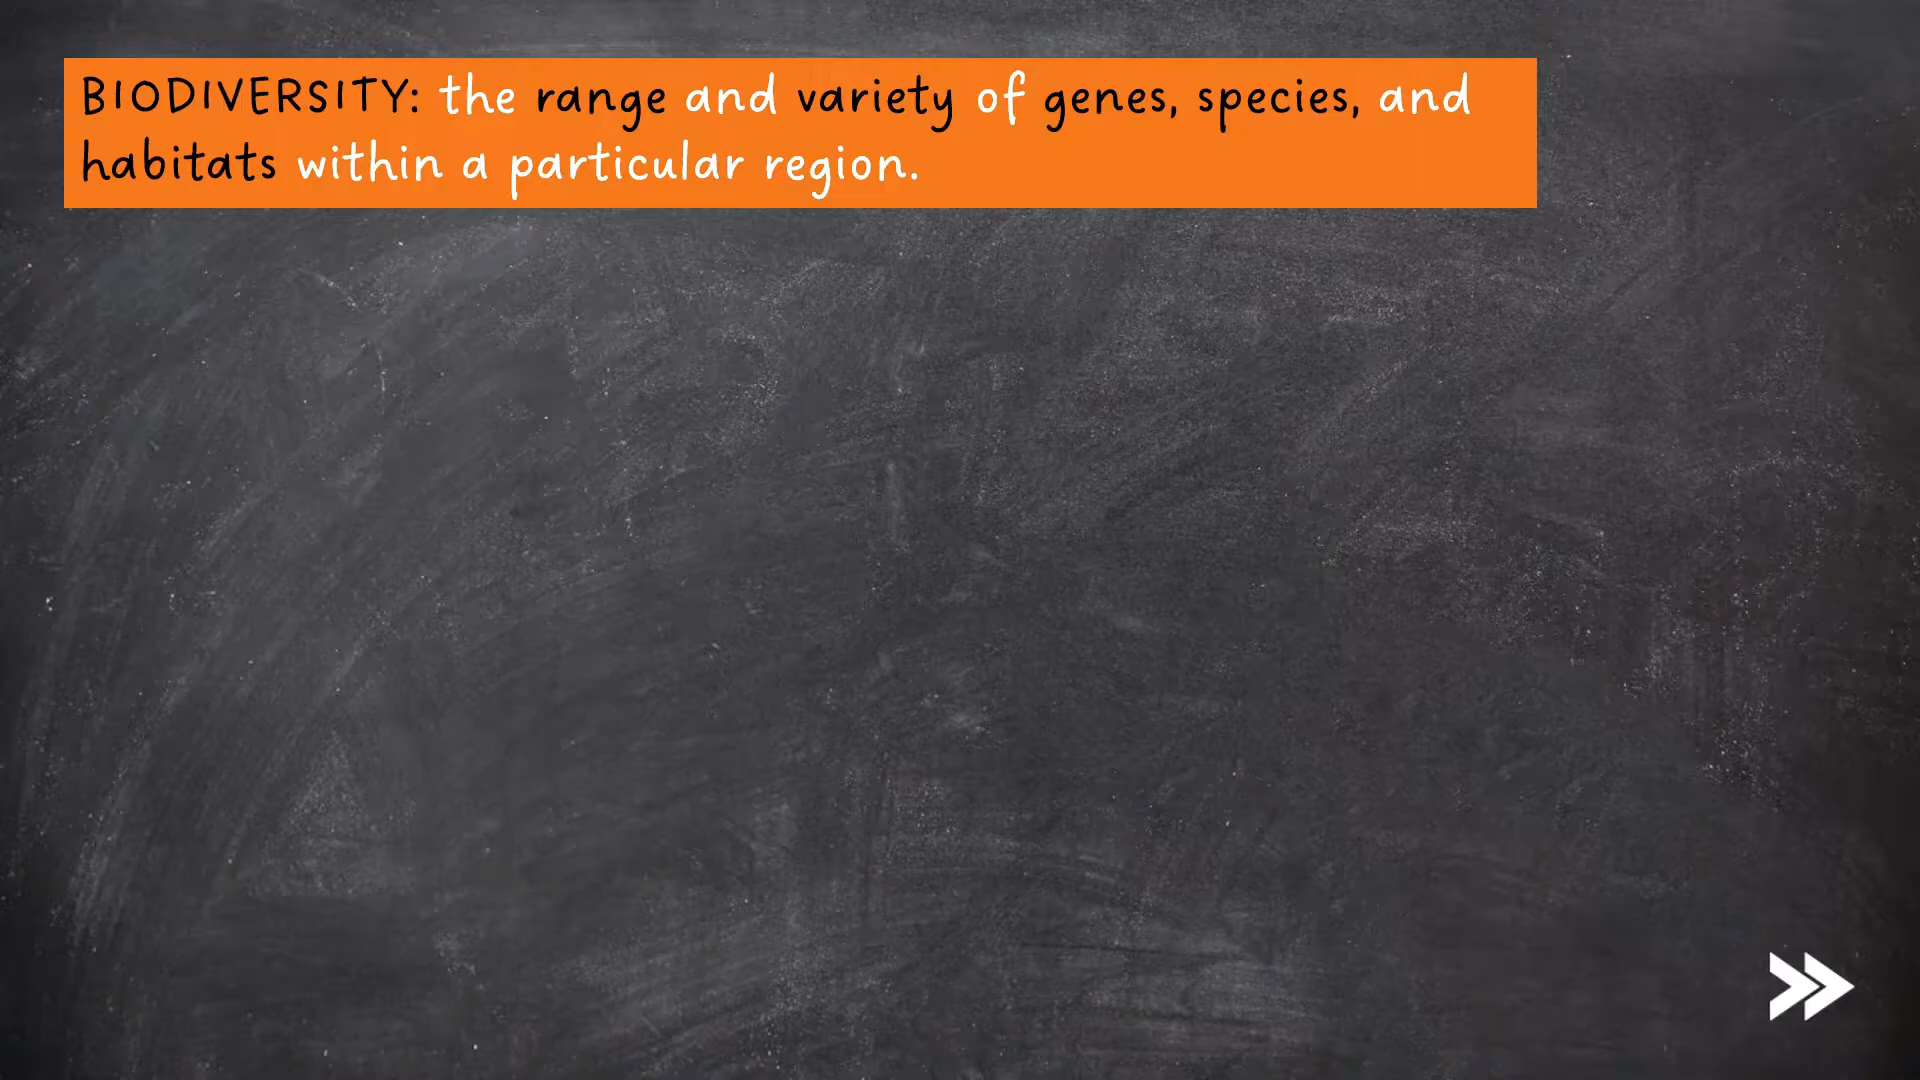 BIODIVERSITY: the range and variety of genes, species, and
habitats within a particular region.